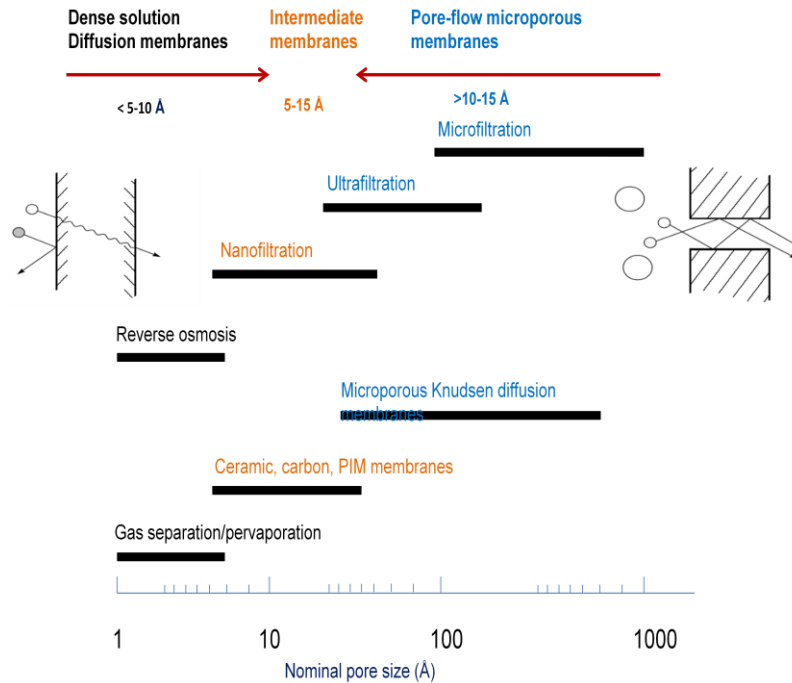 Dense solution
Diffusion membranes
Intermediate
membranes
Pore-flow microporous
membranes
< 5-10 Å
5-15 Å
>10-15 Å
Microfiltration
Ultrafiltration
Nanofiltration
Reverse osmosis
Microporous Knudsen diffusion
membranes
Ceramic, carbon, PIM membranes
Gas separation/pervaporation
1 10 100 1000
Nominal pore size (Å)